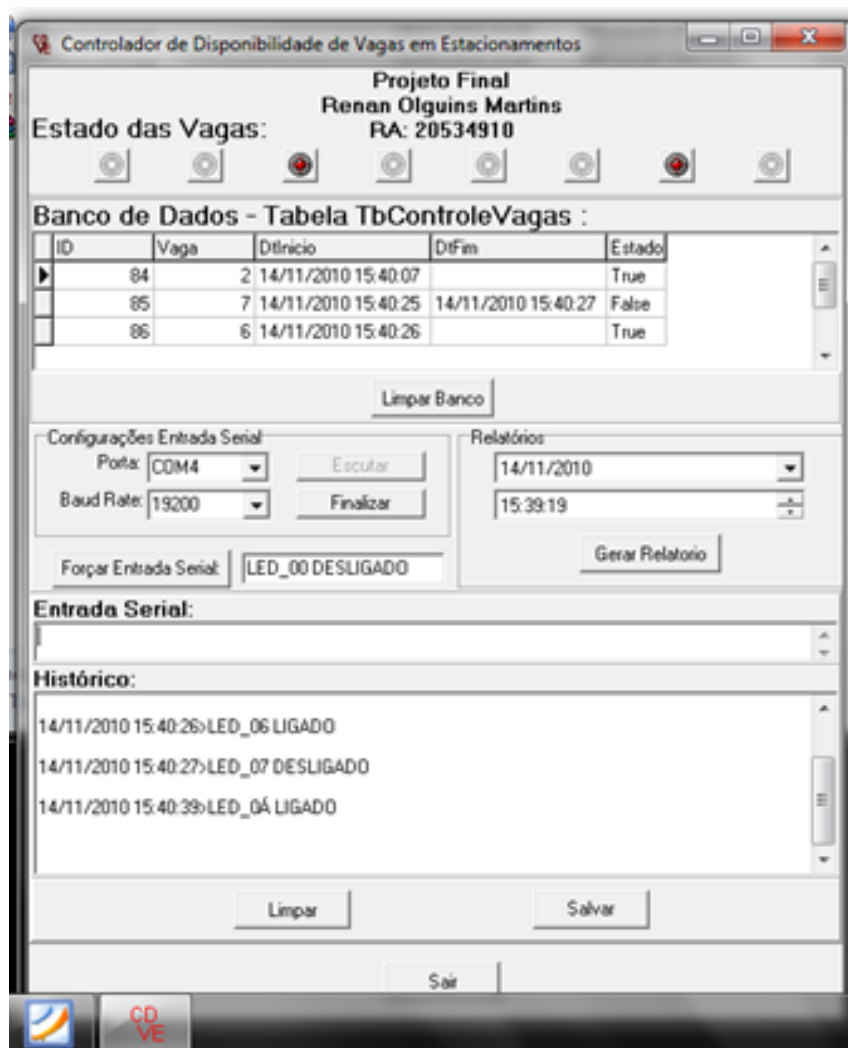 Controlador de Disponibilidade de Vagas em Estacionamentos
Projeto Final
Renan Olguins Martins
Estado das Vagas: RA: 20534910
Banco de Dados - Tabela TbControleVagas :
ID Vaga DtInicio DtFim Estado
84 2 14/11/2010 15:40:07 True
85 7 14/11/2010 15:40:25 14/11/2010 15:40:27 False
86 6 14/11/2010 15:40:26 True
Limpar Banco
Configurações Entrada Serial
Porta: COM4 Escutar
Baud Rate: 19200 Finalizar
Forçar Entrada Serial: LED_00 DESLIGADO
Relatórios
14/11/2010
15:39:19
Gerar Relatorio
Entrada Serial:
Histórico:
14/11/2010 15:40:26>LED_06 LIGADO
14/11/2010 15:40:27>LED_07 DESLIGADO
14/11/2010 15:40:39>LED_0Á LIGADO
Limpar Salvar
Sair
CD
VE